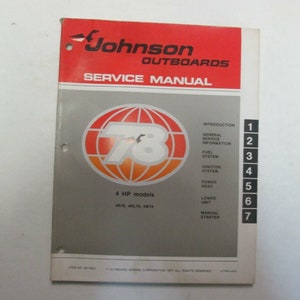 Johnson
OUTBOARDS
SERVICE MANUAL
78
4 HP models
INTRODUCTION
1
GENERAL
SERVICE
INFORMATION
2
FUEL
SYSTEM
3
IGNITION
SYSTEM
4
POWER
HEAD
5
LOWER
UNIT
6
MANUAL
STARTER
7